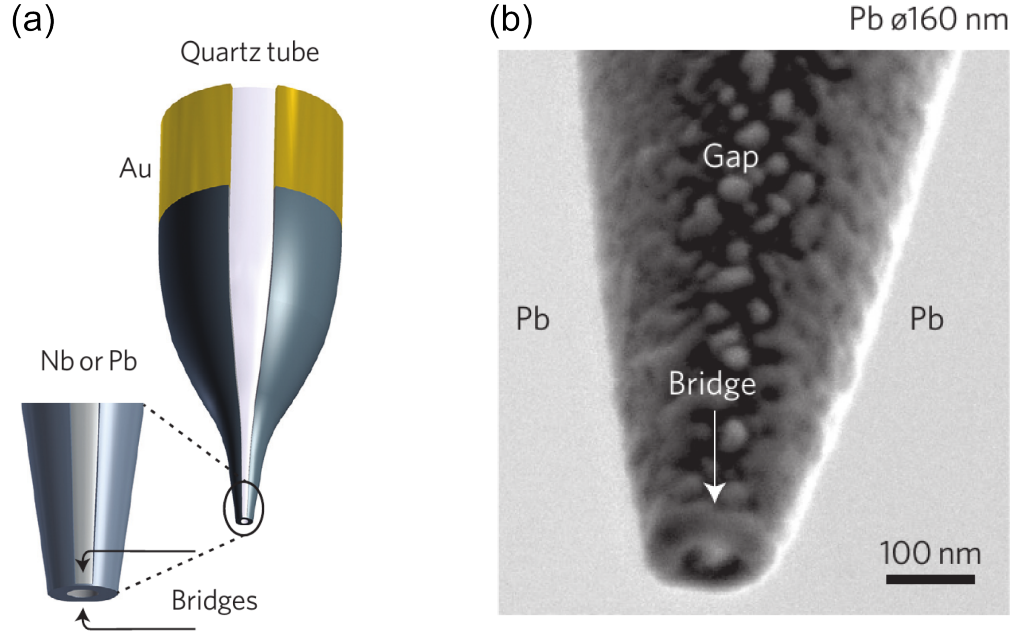 (a)
Quartz tube
Au
Nb or Pb
Bridges
(b)
Pb ø160 nm
Gap
Pb
Pb
Bridge
100 nm